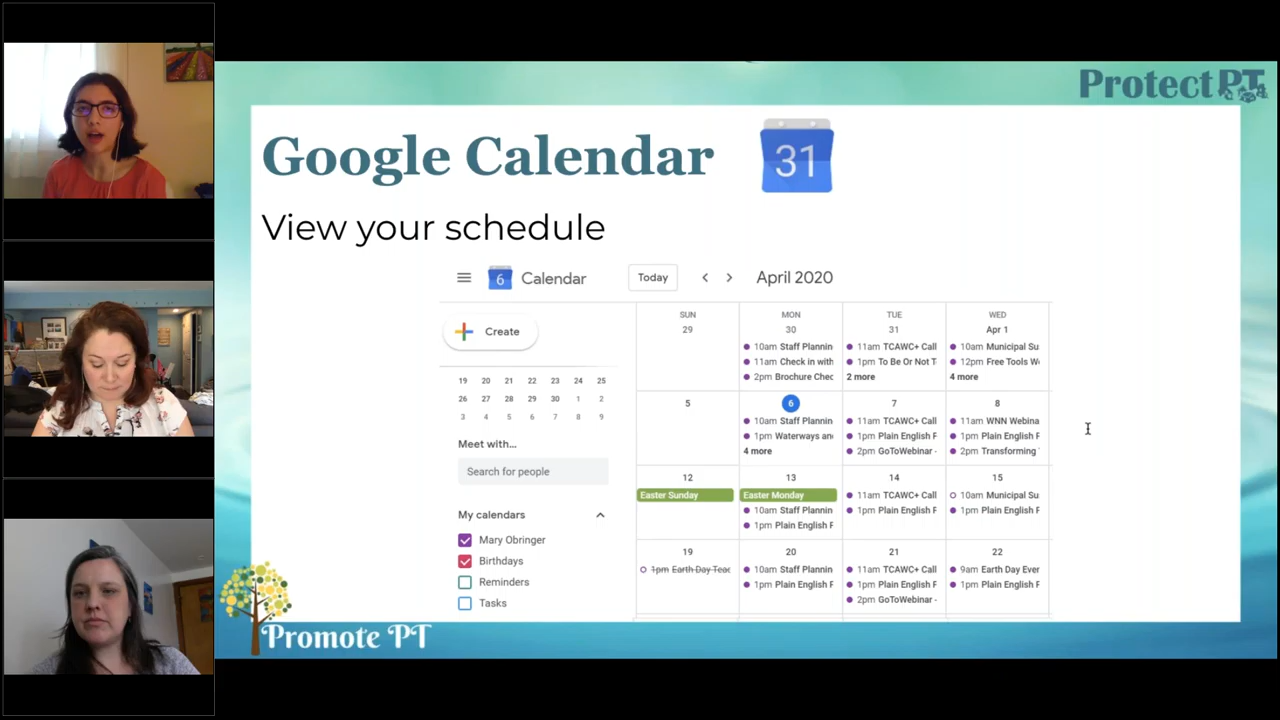 Protect PT
Google Calendar
31
View your schedule
6 Calendar
Today
April 2020
Create
19 20 21 22 23 24 25
26 27 28 29 30 1 2
3 4 5 6 7 8 9
Meet with...
Search for people
My calendars
Mary Obringer
Birthdays
Reminders
Tasks
SUN MON TUE WED
29 30 31 Apr 1
10am Staff Plannin
11am Check in with
2pm Brochure Chec
11am TCAWC+ Call
1pm To Be Or Not T
2 more
10am Municipal Su
12pm Free Tools W
4 more
5 6 7 8
10am Staff Plannin
1pm Waterways and
4 more
11am TCAWC+ Call
1pm Plain English F
2pm GoToWebinar -
11am WNN Webina
1pm Plain English F
2pm Transforming
12 13 14 15
Easter Sunday
Easter Monday
10am Staff Plannin
1pm Plain English F
11am TCAWC+ Call
1pm Plain English F
10am Municipal Su
1pm Plain English F
19 20 21 22
1pm Earth Day Teac
10am Staff Plannin
1pm Plain English F
11am TCAWC+ Call
1pm Plain English F
2pm GoToWebinar -
9am Earth Day Ever
1pm Plain English F
Promote PT